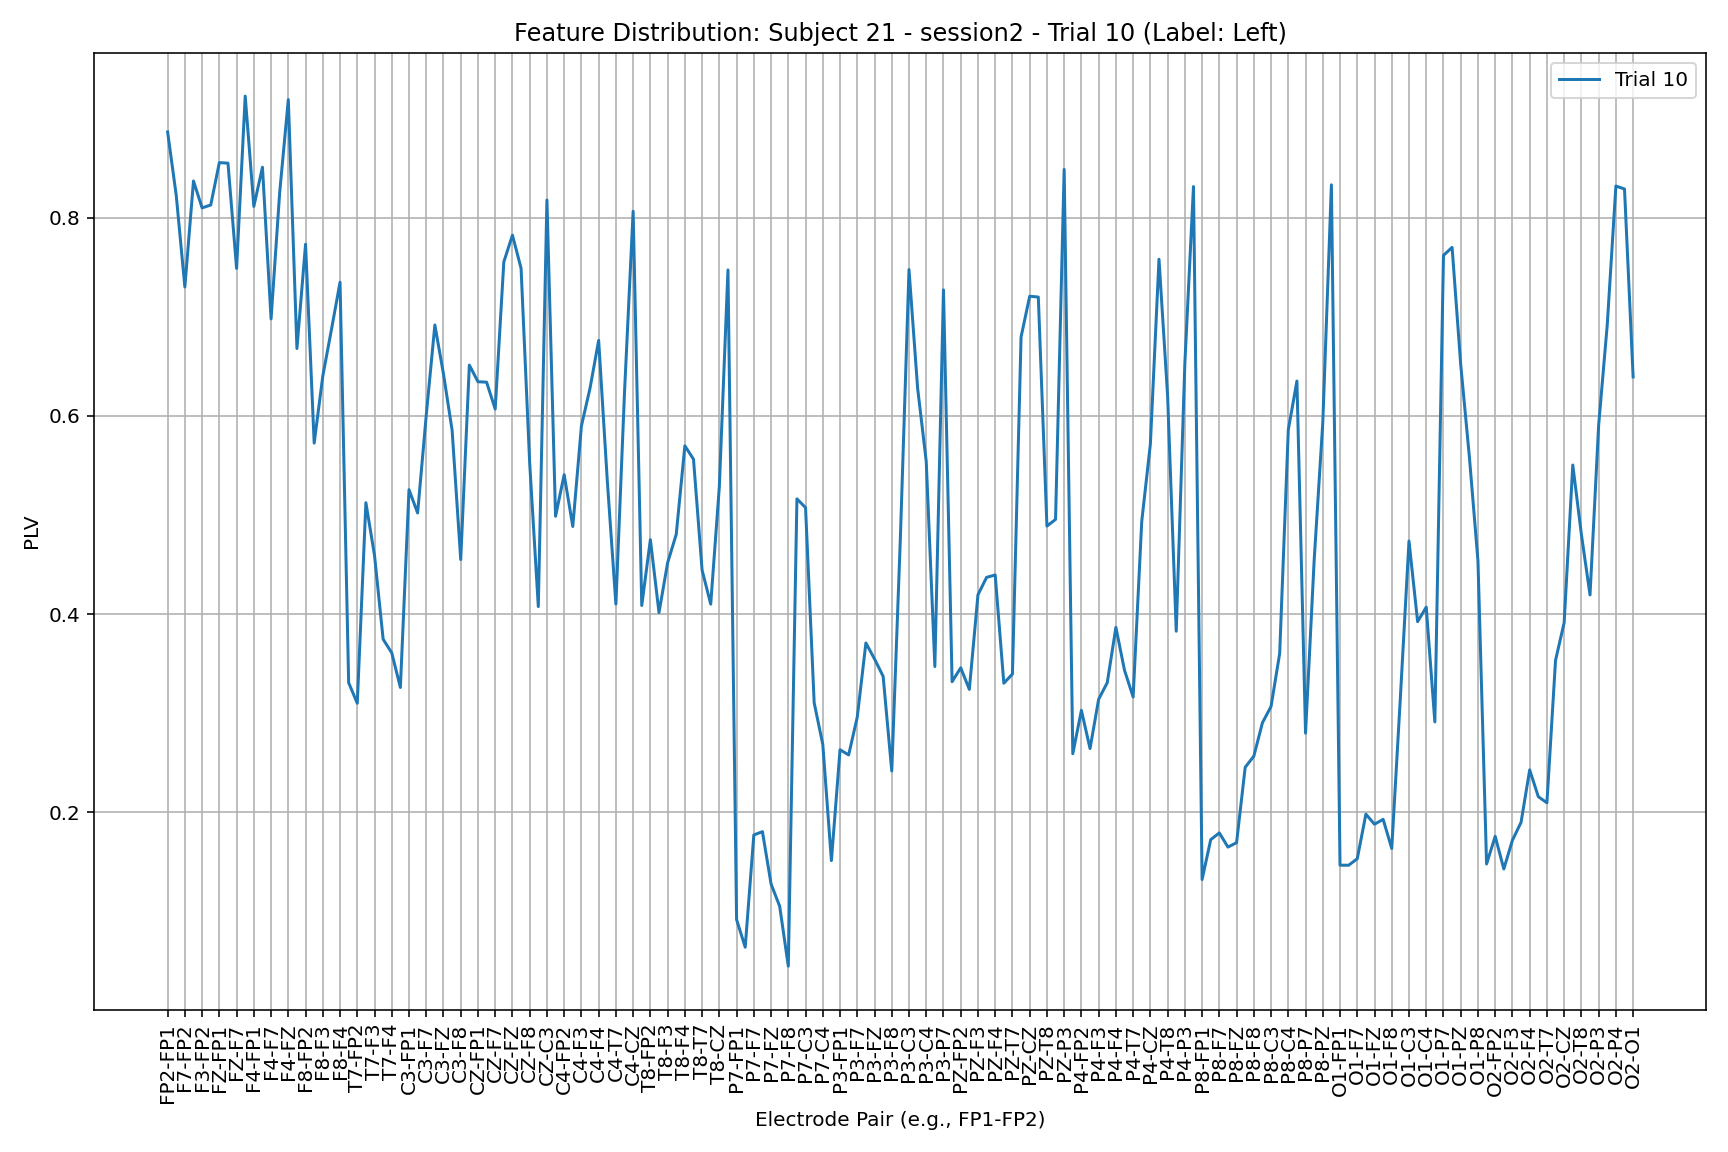 Feature Distribution: Subject 21 - session2 - Trial 10 (Label: Left)
Trial 10
PLV
0.8
0.6
0.4
0.2
FP2-FP1
F7-FP2
F3-FP2
FZ-FP1
FZ-F7
F4-FP1
F4-F7
F4-FZ
F8-FP2
F8-F3
F8-F4
T7-FP2
T7-F3
T7-F4
C3-FP1
C3-F7
C3-FZ
C3-F8
CZ-FP1
CZ-F7
CZ-FZ
CZ-F8
CZ-C3
C4-FP2
C4-F3
C4-F4
C4-T7
C4-CZ
T8-FP2
T8-F3
T8-F4
T8-T7
T8-CZ
P7-FP1
P7-F7
P7-FZ
P7-F8
P7-C3
P7-C4
P3-FP1
P3-F7
P3-FZ
P3-F8
P3-C3
P3-C4
P3-P7
PZ-FP2
PZ-F3
PZ-F4
PZ-T7
PZ-CZ
PZ-T8
PZ-P3
P4-FP2
P4-F3
P4-F4
P4-T7
P4-CZ
P4-T8
P4-P3
P8-FP1
P8-F7
P8-FZ
P8-F8
P8-C3
P8-C4
P8-P7
P8-PZ
O1-FP1
O1-F7
O1-FZ
O1-F8
O1-C3
O1-C4
O1-P7
O1-PZ
O1-P8
O2-FP2
O2-F3
O2-F4
O2-T7
O2-CZ
O2-T8
O2-P3
O2-P4
O2-O1
Electrode Pair (e.g., FP1-FP2)